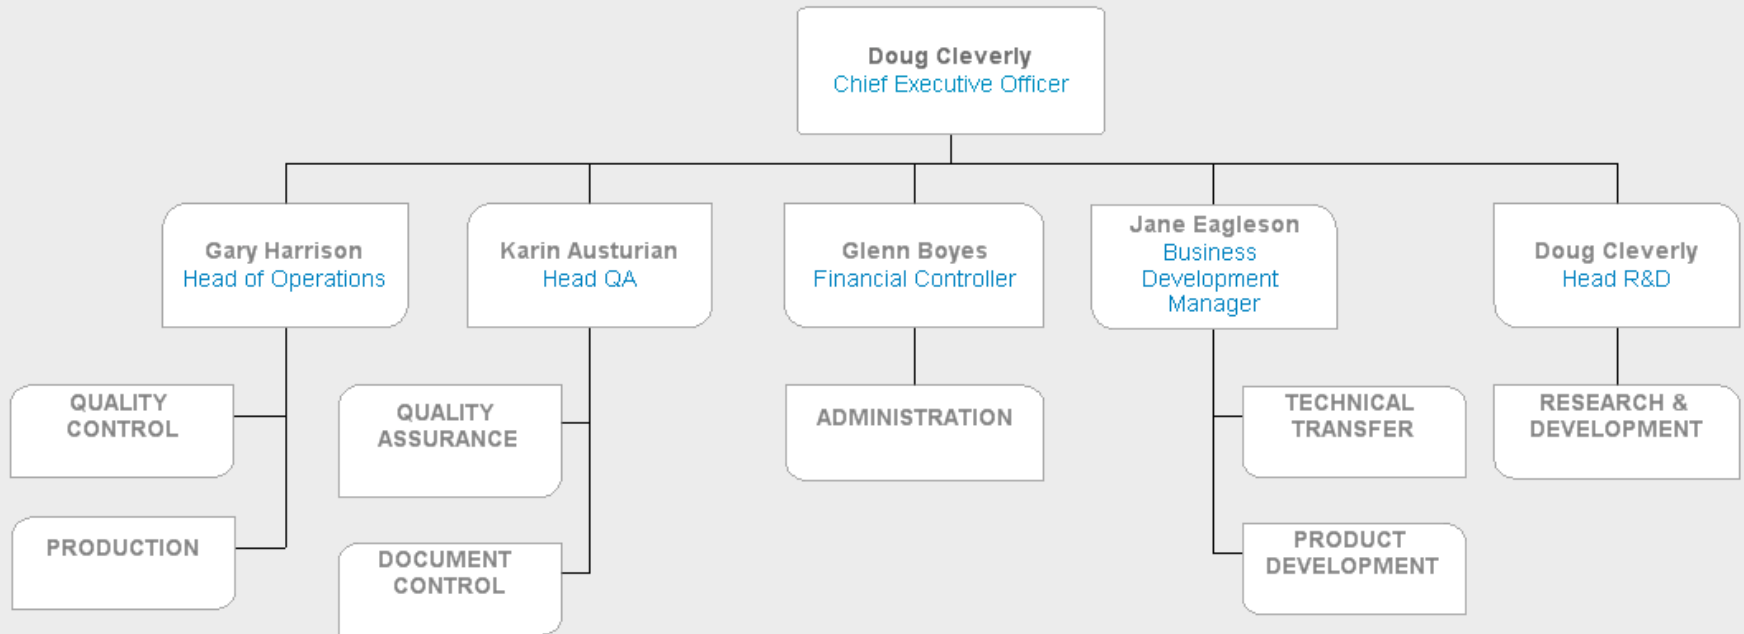 Doug Cleverly
Chief Executive Officer
Gary Harrison
Head of Operations
Karin Austurian
Head QA
Glenn Boyes
Financial Controller
Jane Eagleson
Business
Development
Manager
Doug Cleverly
Head R&D
QUALITY
CONTROL
PRODUCTION
QUALITY
ASSURANCE
DOCUMENT
CONTROL
ADMINISTRATION
TECHNICAL
TRANSFER
PRODUCT
DEVELOPMENT
RESEARCH &
DEVELOPMENT